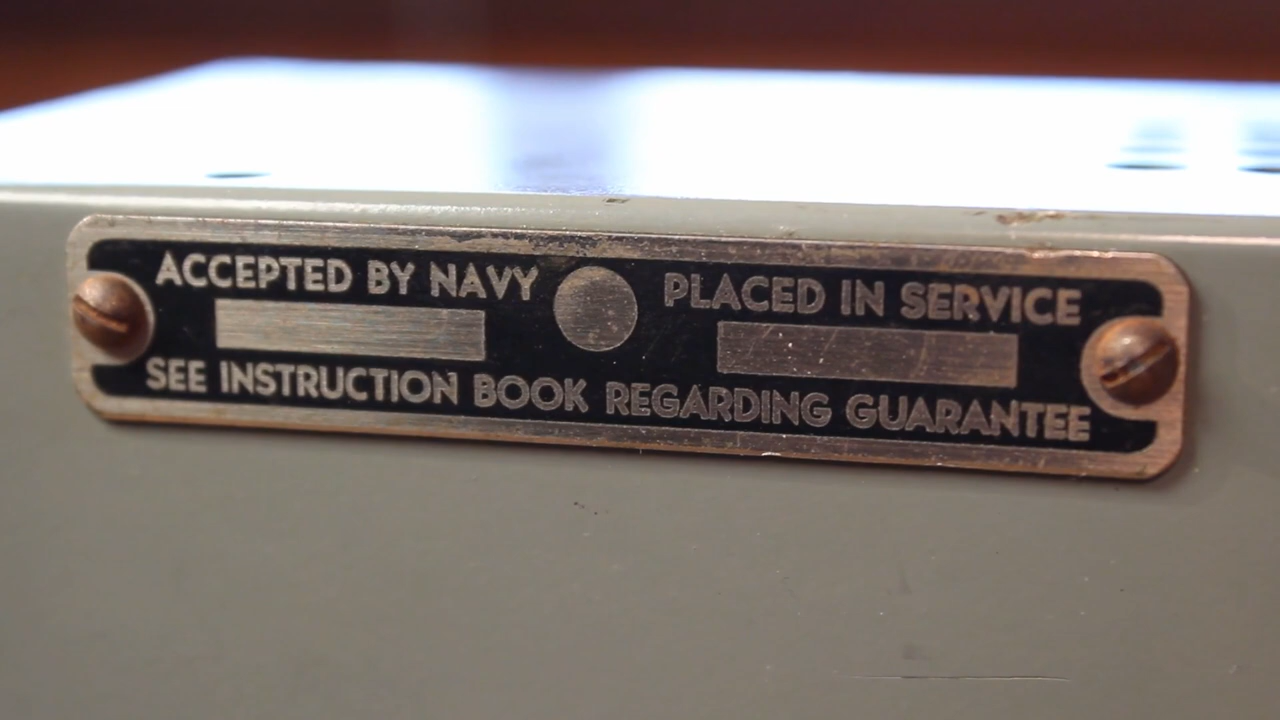 ACCEPTED BY NAVY
PLACED IN SERVICE
SEE INSTRUCTION BOOK REGARDING GUARANTEE